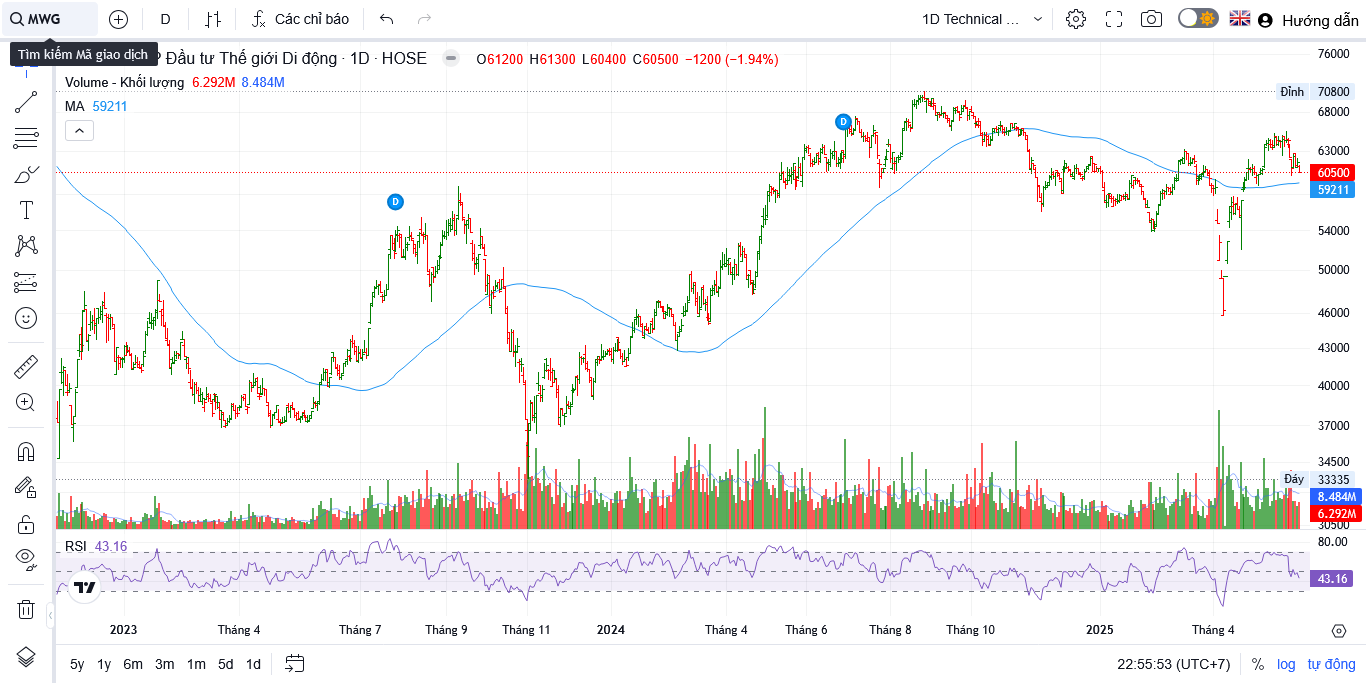 MWG
D
Các chỉ báo
1D Technical ...
Hướng dẫn
Tìm kiếm Mã giao dịch
P Đầu tư Thế giới Di động · 1D · HOSE
O61200 H61300 L60400 C60500 −1200 (−1.94%)
Volume - Khối lượng 6.292M 8.484M
MA 59211
D
D
76000
Đỉnh 70800
68000
63000
60500
59211
54000
50000
46000
43000
40000
37000
34500
Đáy 33335
8.484M
6.292M
30500
RSI 43.16
80.00
43.16
2023 Tháng 4 Tháng 7 Tháng 9 Tháng 11 2024 Tháng 4 Tháng 6 Tháng 8 Tháng 10 2025 Tháng 4
5y 1y 6m 3m 1m 5d 1d
22:55:53 (UTC+7) % log tự động